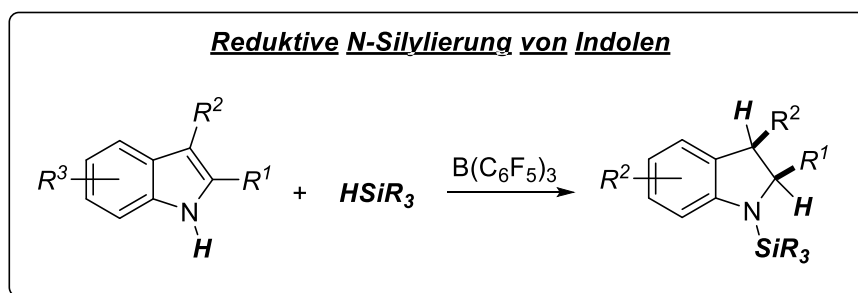 Reduktive N-Silylierung von Indolen
R³
R²
R¹
N
H
+
HSiR₃
B(C₆F₅)₃
R²
H
R²
R¹
H
N
SiR₃